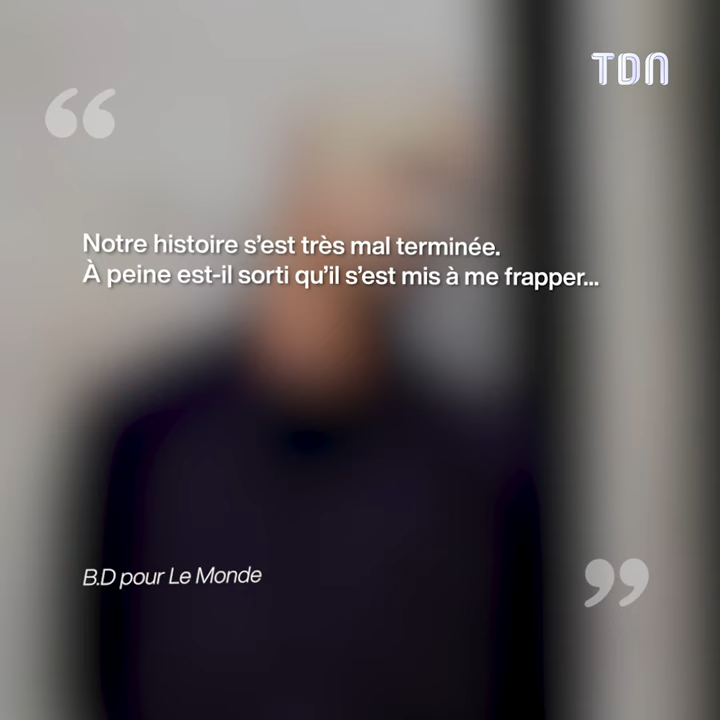 TDN
“
Notre histoire s’est très mal terminée.
À peine est-il sorti qu’il s’est mis à me frapper...
B.D pour Le Monde
”